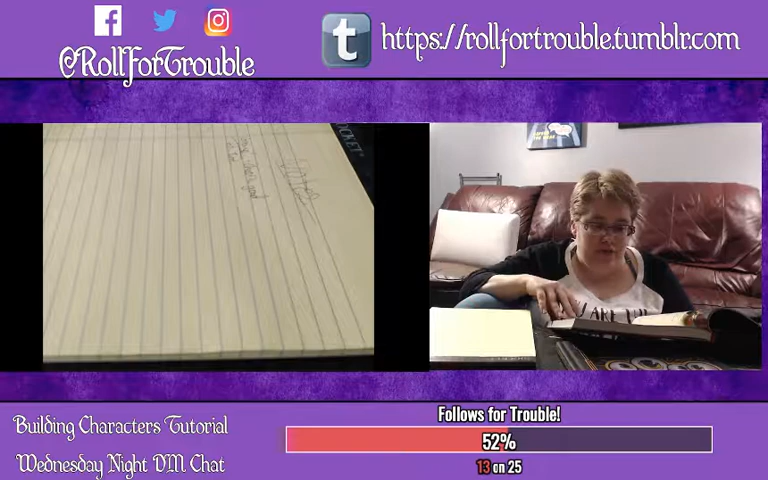 @RollForTrouble
t https://rollfortrouble.tumblr.com
Notes
Building Characters Tutorial
Wednesday Night DM Chat
Follows for Trouble!
52%
13 on 25